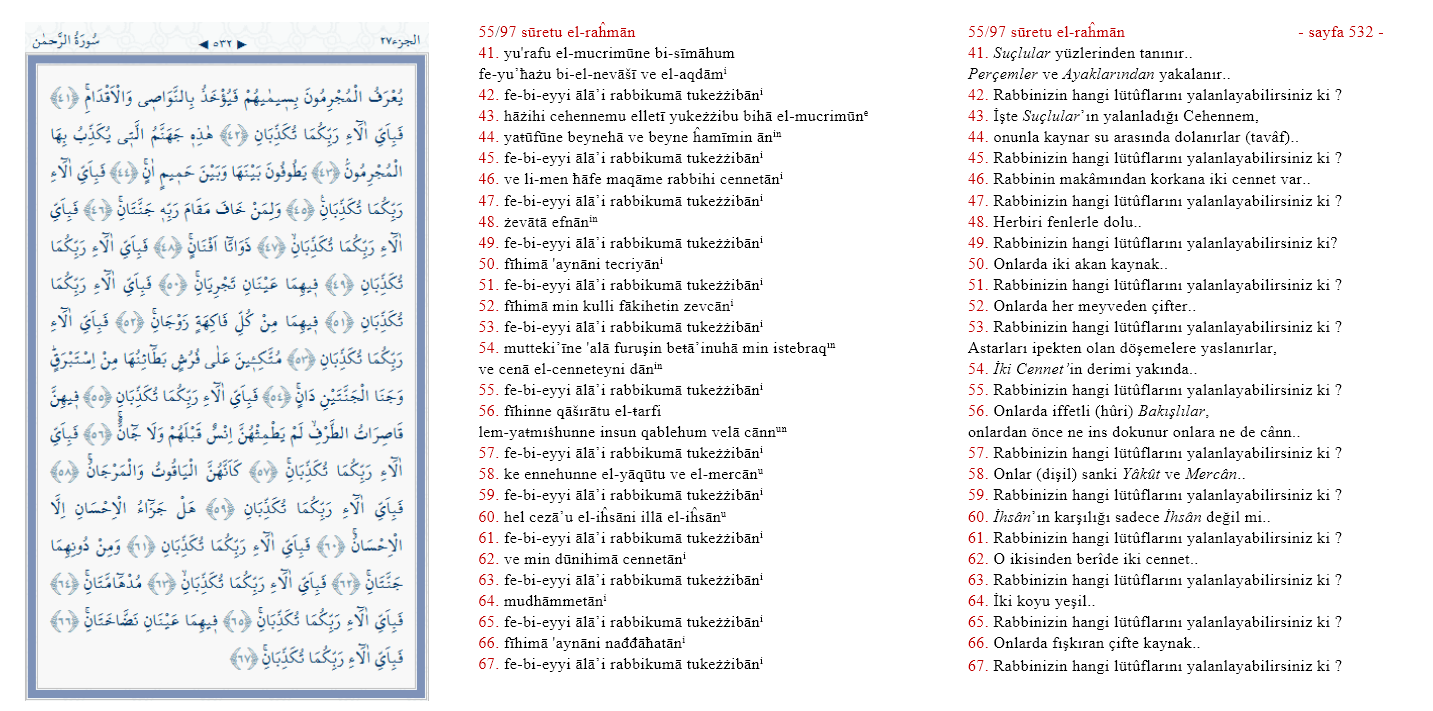 سُورَةُ الرَّحمٰن
◀ ٥٣٢ ▶
الجزء٢٧
يُعْرَفُ الْمُجْرِمُونَ بِسٖيمٰيهُمْ فَيُؤْخَذُ بِالنَّوَاصٖى وَالْاَقْدَامِۚ ﴿٤١﴾
فَبِاَيِّ اٰلَٓاءِ رَبِّكُمَا تُكَذِّبَانِ ﴿٤٢﴾ هٰذِهٖ جَهَنَّمُ الَّتٖى يُكَذِّبُ بِهَا
الْمُجْرِمُونَۢ ﴿٤٣﴾ يَطُوفُونَ بَيْنَهَا وَبَيْنَ حَمٖيمٍ اٰنٍۚ ﴿٤٤﴾ فَبِاَيِّ اٰلَٓاءِ
رَبِّكُمَا تُكَذِّبَانِۚ ﴿٤٥﴾ وَلِمَنْ خَافَ مَقَامَ رَبِّهٖ جَنَّتَانِۚ ﴿٤٦﴾ فَبِاَيِّ
اٰلَٓاءِ رَبِّكُمَا تُكَذِّبَانِۙ ﴿٤٧﴾ ذَوَاتَٓا اَفْنَانٍۚ ﴿٤٨﴾ فَبِاَيِّ اٰلَٓاءِ رَبِّكُمَا
تُكَذِّبَانِ ﴿٤٩﴾ فٖيهِمَا عَيْنَانِ تَجْرِيَانِۚ ﴿٥٠﴾ فَبِاَيِّ اٰلَٓاءِ رَبِّكُمَا
تُكَذِّبَانِ ﴿٥١﴾ فٖيهِمَا مِنْ كُلِّ فَاكِهَةٍ زَوْجَانِۚ ﴿٥٢﴾ فَبِاَيِّ اٰلَٓاءِ
رَبِّكُمَا تُكَذِّبَانِ ﴿٥٣﴾ مُتَّكِـٖٔينَ عَلٰى فُرُشٍ بَطَٓائِنُهَا مِنْ اِسْتَبْرَقٍۜ
وَجَنَا الْجَنَّتَيْنِ دَانٍۚ ﴿٥٤﴾ فَبِاَيِّ اٰلَٓاءِ رَبِّكُمَا تُكَذِّبَانِ ﴿٥٥﴾ فٖيهِنَّ
قَاصِرَاتُ الطَّرْفِۙ لَمْ يَطْمِثْهُنَّ اِنْسٌ قَبْلَهُمْ وَلَا جَٓانٌّۚ ﴿٥٦﴾ فَبِاَيِّ
اٰلَٓاءِ رَبِّكُمَا تُكَذِّبَانِۚ ﴿٥٧﴾ كَاَنَّهُنَّ الْيَاقُوتُ وَالْمَرْجَانُۚ ﴿٥٨﴾
فَبِاَيِّ اٰلَٓاءِ رَبِّكُمَا تُكَذِّبَانِ ﴿٥٩﴾ هَلْ جَزَٓاءُ الْاِحْسَانِ اِلَّا
الْاِحْسَانُۚ ﴿٦٠﴾ فَبِاَيِّ اٰلَٓاءِ رَبِّكُمَا تُكَذِّبَانِ ﴿٦١﴾ وَمِنْ دُونِهِمَا
جَنَّتَانِۚ ﴿٦٢﴾ فَبِاَيِّ اٰلَٓاءِ رَبِّكُمَا تُكَذِّبَانِۙ ﴿٦٣﴾ مُدْهَٓامَّتَانِۚ ﴿٦٤﴾
فَبِاَيِّ اٰلَٓاءِ رَبِّكُمَا تُكَذِّبَانِۚ ﴿٦٥﴾ فٖيهِمَا عَيْنَانِ نَضَّاخَتَانِۚ ﴿٦٦﴾
فَبِاَيِّ اٰلَٓاءِ رَبِّكُمَا تُكَذِّبَانِۚ ﴿٦٧﴾
55/97 sūretu el-raĥmān
41. yu'rafu el-mucrimūne bi-sīmāhum
fe-yu’ħażu bi-el-nevāšī ve el-aqdāmⁱ
42. fe-bi-eyyi ālā’i rabbikumā tukeżżibānⁱ
43. hāżihi cehennemu elletī yukeżżibu bihā el-mucrimūnᵉ
44. yaŧūfūne beynehā ve beyne ĥamīmin ānⁱⁿ
45. fe-bi-eyyi ālā’i rabbikumā tukeżżibānⁱ
46. ve li-men ħāfe maqāme rabbihi cennetānⁱ
47. fe-bi-eyyi ālā’i rabbikumā tukeżżibānⁱ
48. żevātā efnānⁱⁿ
49. fe-bi-eyyi ālā’i rabbikumā tukeżżibānⁱ
50. fīhimā 'aynāni tecriyānⁱ
51. fe-bi-eyyi ālā’i rabbikumā tukeżżibānⁱ
52. fīhimā min kulli fākihetin zevcānⁱ
53. fe-bi-eyyi ālā’i rabbikumā tukeżżibānⁱ
54. mutteki’īne 'alā furuşin beŧā’inuhā min istebraqⁱⁿ
ve cenā el-cenneteyni dānⁱⁿ
55. fe-bi-eyyi ālā’i rabbikumā tukeżżibānⁱ
56. fīhinne qāširātu el-ŧarfi
lem-yaŧmıṡhunne insun qablehum velā cānnᵘⁿ
57. fe-bi-eyyi ālā’i rabbikumā tukeżżibānⁱ
58. ke ennehunne el-yāqūtu ve el-mercānᵘ
59. fe-bi-eyyi ālā’i rabbikumā tukeżżibānⁱ
60. hel cezā’u el-iĥsāni illā el-iĥsānᵘ
61. fe-bi-eyyi ālā’i rabbikumā tukeżżibānⁱ
62. ve min dūnihimā cennetānⁱ
63. fe-bi-eyyi ālā’i rabbikumā tukeżżibānⁱ
64. mudhāmmetānⁱ
65. fe-bi-eyyi ālā’i rabbikumā tukeżżibānⁱ
66. fīhimā 'aynāni nađđāħatānⁱ
67. fe-bi-eyyi ālā’i rabbikumā tukeżżibānⁱ
55/97 sūretu el-raĥmān - sayfa 532 -
41. Suçlular yüzlerinden tanınır..
Perçemler ve Ayaklarından yakalanır..
42. Rabbinizin hangi lütûflarını yalanlayabilirsiniz ki ?
43. İşte Suçlular’ın yalanladığı Cehennem,
44. onunla kaynar su arasında dolanırlar (tavâf)..
45. Rabbinizin hangi lütûflarını yalanlayabilirsiniz ki ?
46. Rabbinin makâmından korkana iki cennet var..
47. Rabbinizin hangi lütûflarını yalanlayabilirsiniz ki ?
48. Herbiri fenlerle dolu..
49. Rabbinizin hangi lütûflarını yalanlayabilirsiniz ki?
50. Onlarda iki akan kaynak..
51. Rabbinizin hangi lütûflarını yalanlayabilirsiniz ki ?
52. Onlarda her meyveden çifter..
53. Rabbinizin hangi lütûflarını yalanlayabilirsiniz ki ?
Astarları ipekten olan döşemelere yaslanırlar,
54. İki Cennet’in derimi yakında..
55. Rabbinizin hangi lütûflarını yalanlayabilirsiniz ki ?
56. Onlarda iffetli (hûri) Bakışlılar,
onlardan önce ne ins dokunur onlara ne de cânn..
57. Rabbinizin hangi lütûflarını yalanlayabilirsiniz ki ?
58. Onlar (dişil) sanki Yâkût ve Mercân..
59. Rabbinizin hangi lütûflarını yalanlayabilirsiniz ki ?
60. İhsân’ın karşılığı sadece İhsân değil mi..
61. Rabbinizin hangi lütûflarını yalanlayabilirsiniz ki ?
62. O ikisinden berîde iki cennet..
63. Rabbinizin hangi lütûflarını yalanlayabilirsiniz ki ?
64. İki koyu yeşil..
65. Rabbinizin hangi lütûflarını yalanlayabilirsiniz ki ?
66. Onlarda fışkıran çifte kaynak..
67. Rabbinizin hangi lütûflarını yalanlayabilirsiniz ki ?